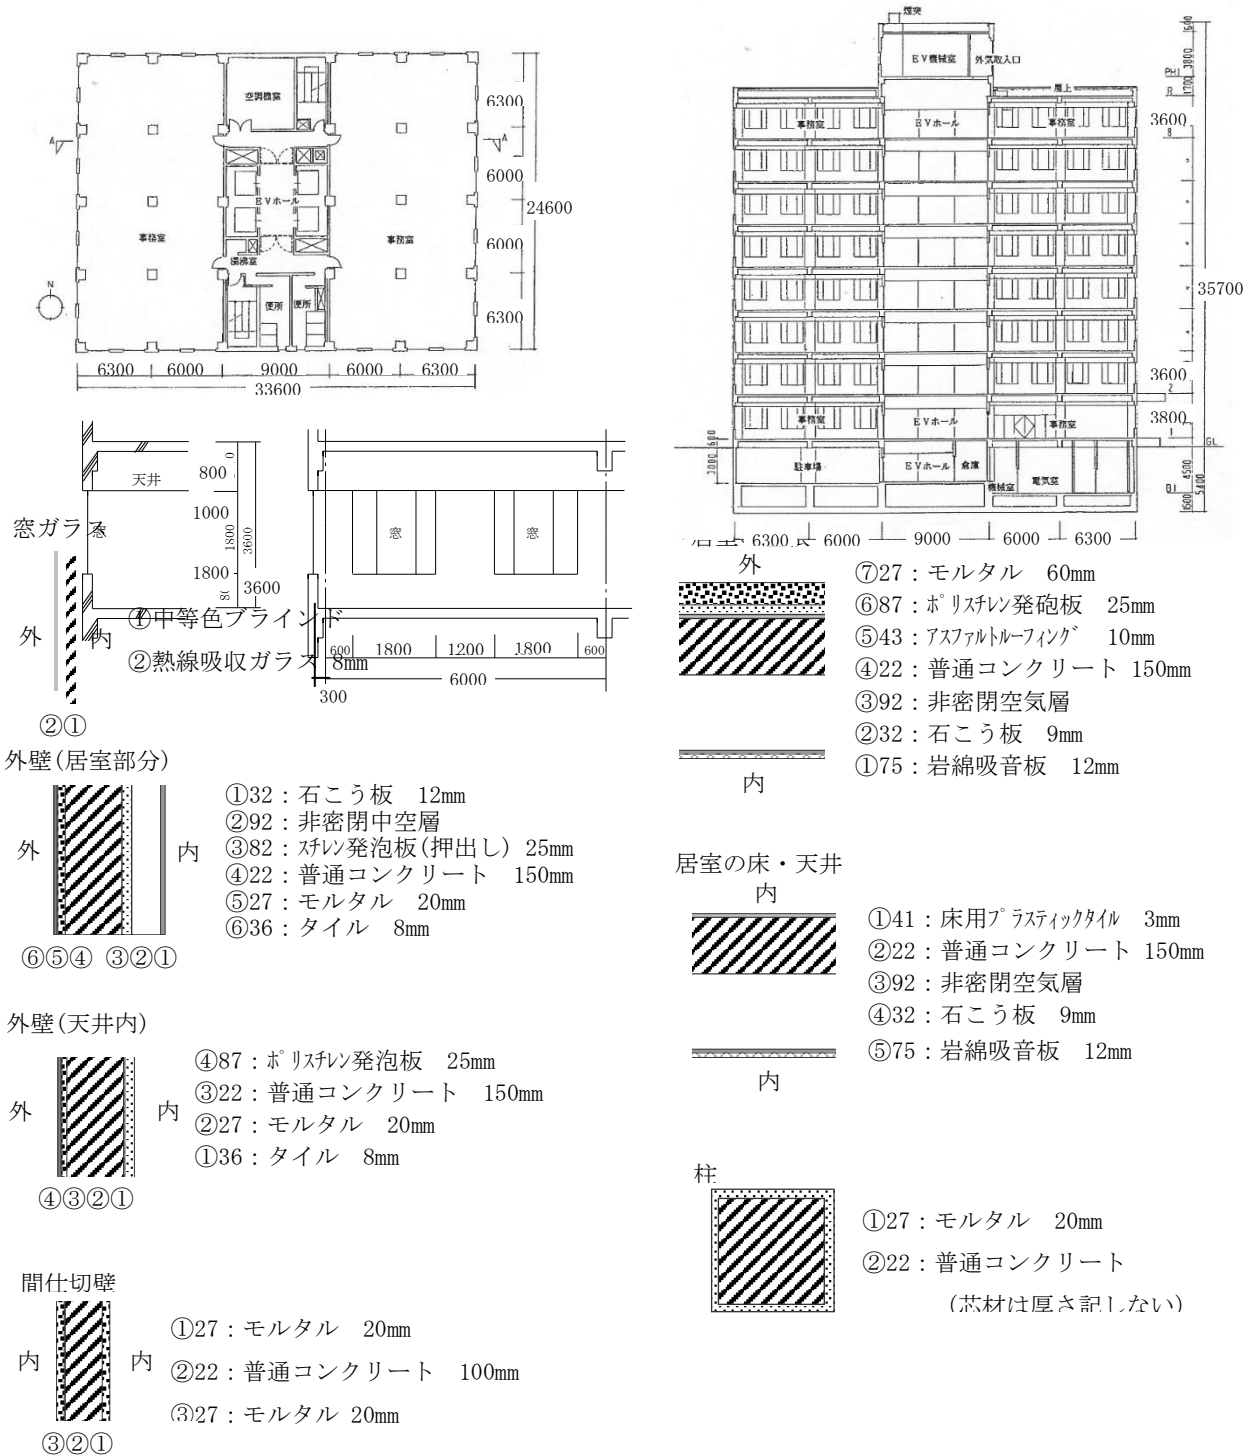 空調機室
6300
A
A
6000
EVホール
24600
事務室
事務室
6000
湯沸室
N
便所
便所
6300
6300
6000
9000
6000
6300
33600
煙突
EV機械室
外気取入口
600
3800
PH1
1700
R
屋上
事務室
EVホール
事務室
3600
8
35700
3600
2
事務室
EVホール
事務室
3800
1
GL
600
3000
駐車場
EVホール
倉庫
機械室
電気室
4500
5400
B1
1500
6300
6000
9000
6000
6300
天井
800
0
1000
1800
3600
1800
3600
窓
窓
600
1800
1200
1800
600
6000
300
窓ガラス
外
内
①中等色ブラインド
②熱線吸収ガラス 8mm
②①
外壁(居室部分)
外
内
①32：石こう板　12mm
②92：非密閉中空層
③82：ｽﾁﾚﾝ発泡板(押出し) 25mm
④22：普通コンクリート　150mm
⑤27：モルタル　20mm
⑥36：タイル　8mm
⑥⑤④ ③②①
外壁(天井内)
外
内
④87：ﾎﾟﾘｽﾁﾚﾝ発泡板　25mm
③22：普通コンクリート　150mm
②27：モルタル　20mm
①36：タイル　8mm
④③②①
間仕切壁
内
内
①27：モルタル　20mm
②22：普通コンクリート　100mm
③27：モルタル 20mm
③②①
外
⑦27：モルタル　60mm
⑥87：ﾎﾟﾘｽﾁﾚﾝ発砲板　25mm
⑤43：ｱｽﾌｧﾙﾄﾙｰﾌｨﾝｸﾞ　10mm
④22：普通コンクリート 150mm
③92：非密閉空気層
②32：石こう板　9mm
①75：岩綿吸音板　12mm
内
居室の床・天井
内
①41：床用ﾌﾟﾗｽﾃｨｯｸﾀｲﾙ　3mm
②22：普通コンクリート 150mm
③92：非密閉空気層
④32：石こう板　9mm
⑤75：岩綿吸音板　12mm
内
柱
①27：モルタル　20mm
②22：普通コンクリート
(芯材は厚さ記しない)